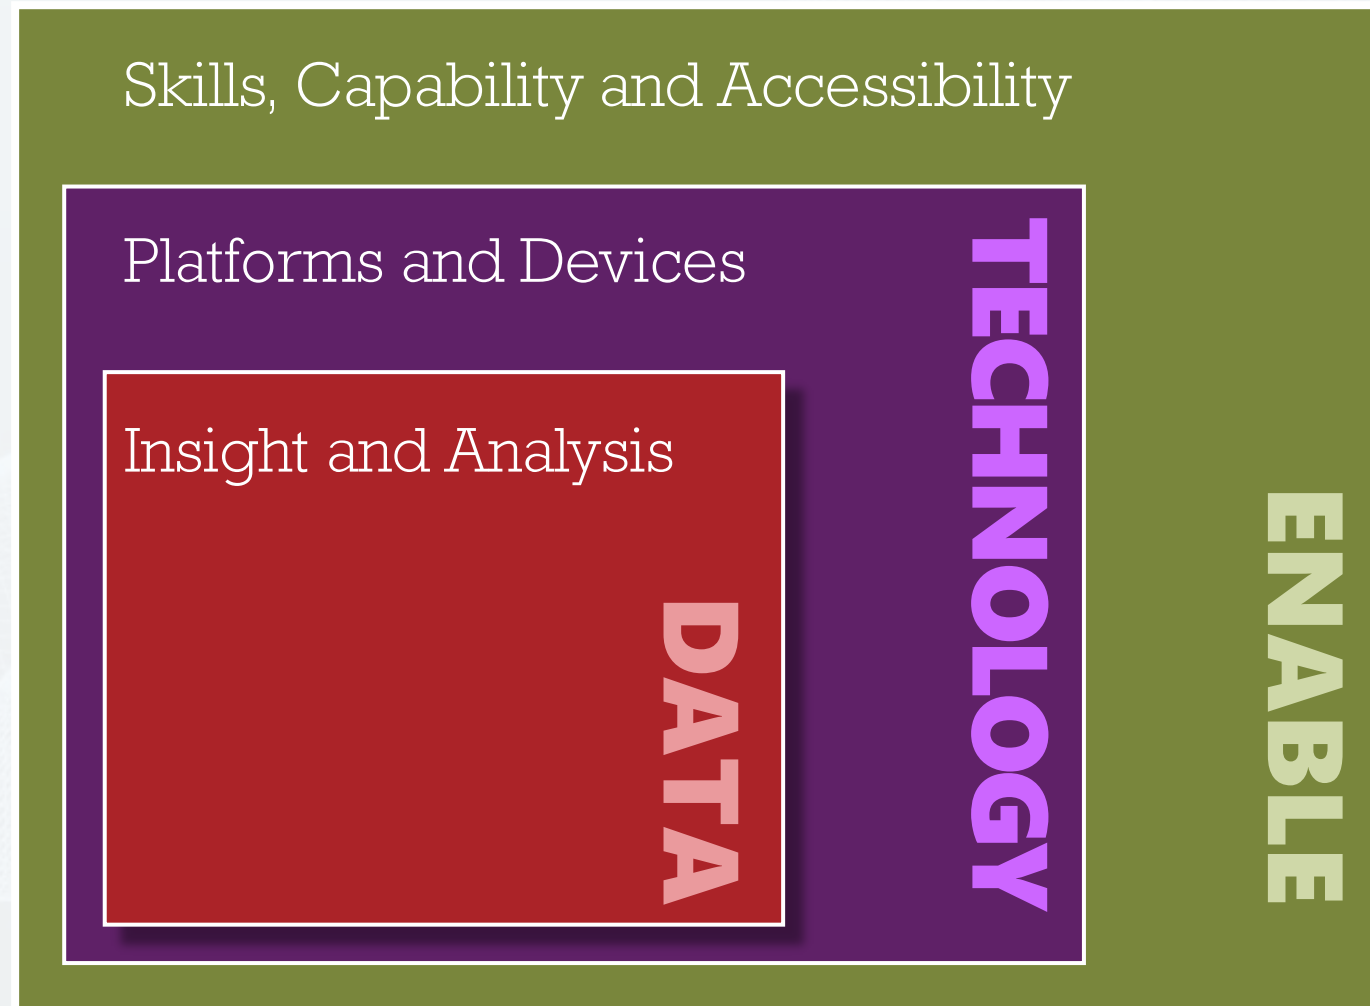 Skills, Capability and Accessibility
Platforms and Devices
Insight and Analysis
DATA
TECHNOLOGY
ENABLE